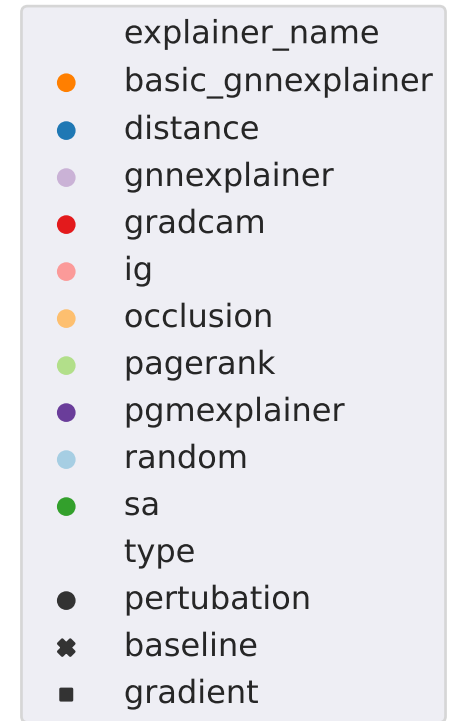 explainer_name
basic_gnnexplainer
distance
gnnexplainer
gradcam
ig
occlusion
pagerank
pgmexplainer
random
sa
type
pertubation
baseline
gradient